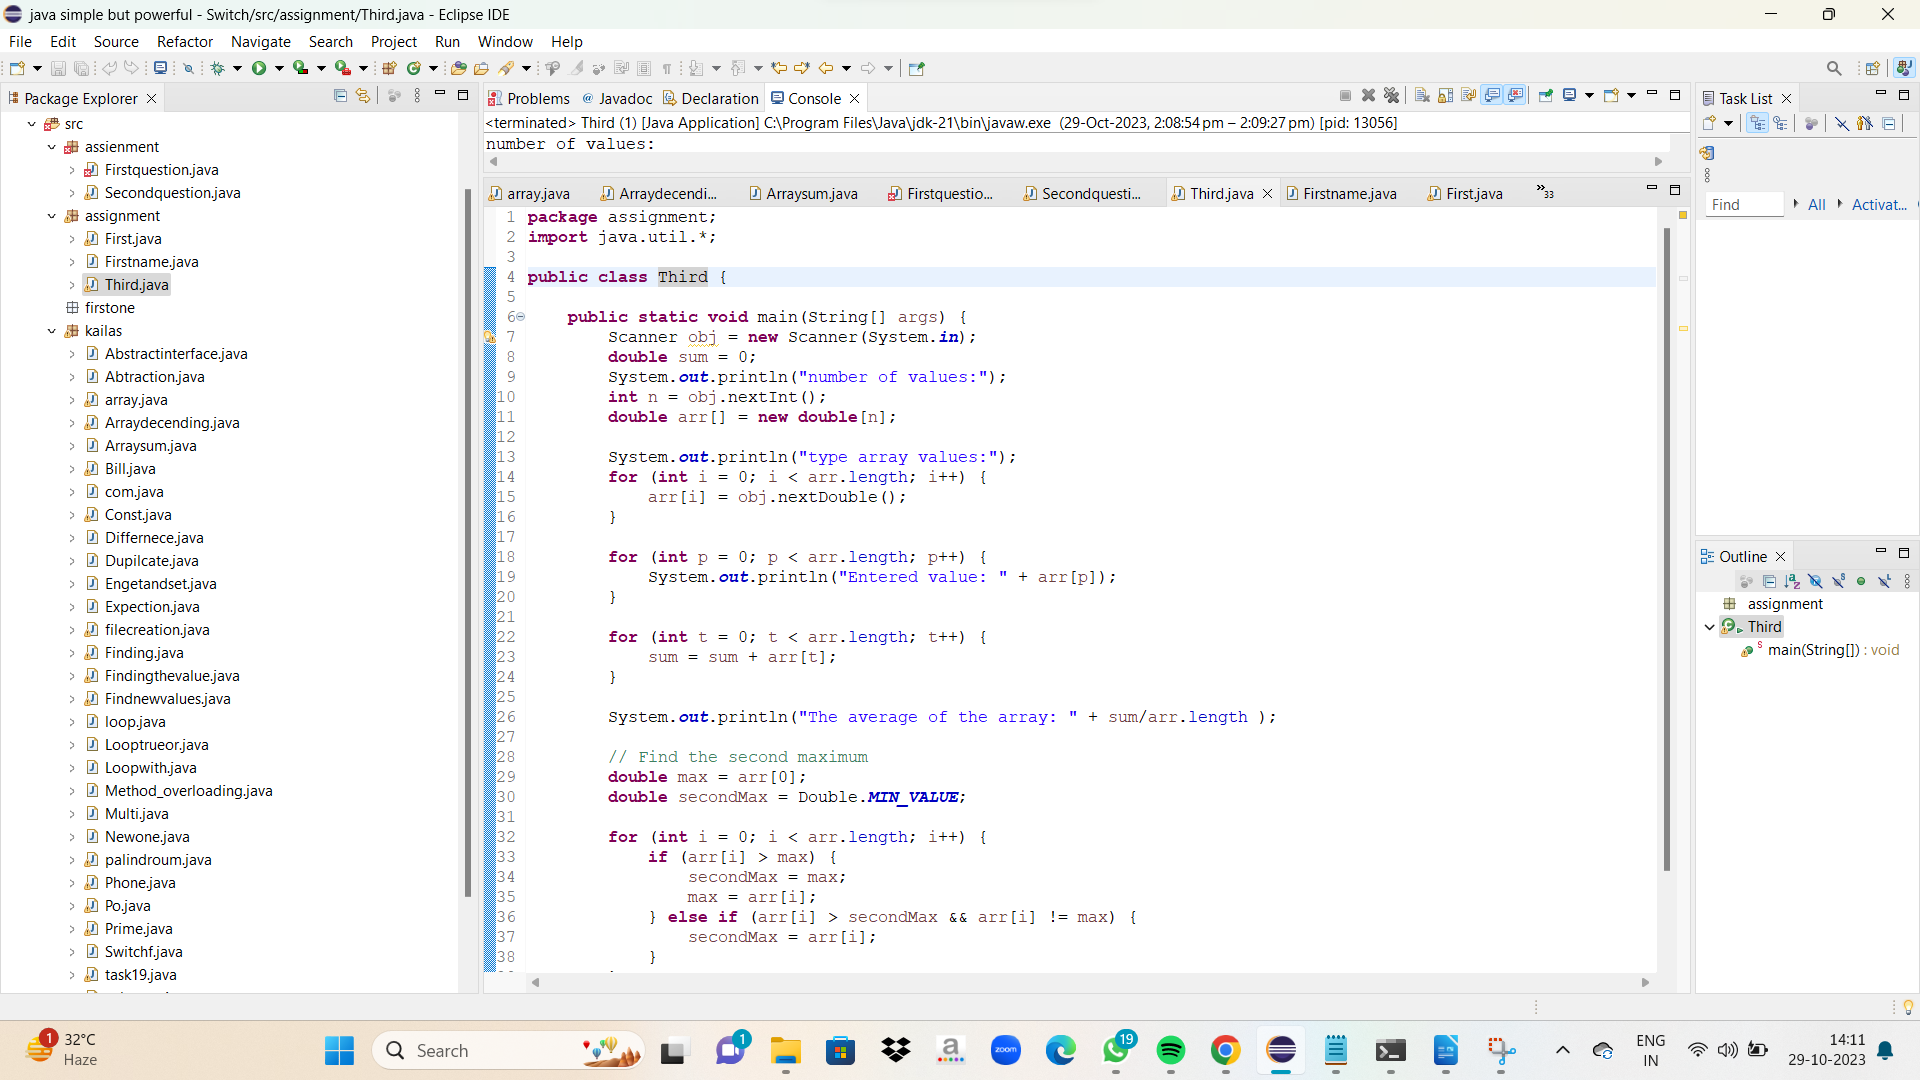 java simple but powerful - Switch/src/assignment/Third.java - Eclipse IDE
File Edit Source Refactor Navigate Search Project Run Window Help
Package Explorer
src
assienment
Firstquestion.java
Secondquestion.java
assignment
First.java
Firstname.java
Third.java
firstone
kailas
Abstractinterface.java
Abtraction.java
array.java
Arraydecending.java
Arraysum.java
Bill.java
com.java
Const.java
Differnece.java
Dupilcate.java
Engetandset.java
Expection.java
filecreation.java
Finding.java
Findingthevalue.java
Findnewvalues.java
loop.java
Looptrueor.java
Loopwith.java
Method_overloading.java
Multi.java
Newone.java
palindroum.java
Phone.java
Po.java
Prime.java
Switchf.java
task19.java
Problems @ Javadoc Declaration Console
<terminated> Third (1) [Java Application] C:\Program Files\Java\jdk-21\bin\javaw.exe (29-Oct-2023, 2:08:54 pm – 2:09:27 pm) [pid: 13056]
number of values:
array.java Arraydecendi... Arraysum.java Firstquestio... Secondquesti... Third.java Firstname.java First.java »33
1 package assignment;
2 import java.util.*;
3
4 public class Third {
5
6 public static void main(String[] args) {
7 Scanner obj = new Scanner(System.in);
8 double sum = 0;
9 System.out.println("number of values:");
10 int n = obj.nextInt();
11 double arr[] = new double[n];
12
13 System.out.println("type array values:");
14 for (int i = 0; i < arr.length; i++) {
15 arr[i] = obj.nextDouble();
16 }
17
18 for (int p = 0; p < arr.length; p++) {
19 System.out.println("Entered value: " + arr[p]);
20 }
21
22 for (int t = 0; t < arr.length; t++) {
23 sum = sum + arr[t];
24 }
25
26 System.out.println("The average of the array: " + sum/arr.length );
27
28 // Find the second maximum
29 double max = arr[0];
30 double secondMax = Double.MIN_VALUE;
31
32 for (int i = 0; i < arr.length; i++) {
33 if (arr[i] > max) {
34 secondMax = max;
35 max = arr[i];
36 } else if (arr[i] > secondMax && arr[i] != max) {
37 secondMax = arr[i];
38 }
Task List
Find All Activat...
Outline
assignment
Third
main(String[]) : void
1
32°C
Haze
Search
1
a
zoom
19
ENG
IN
14:11
29-10-2023